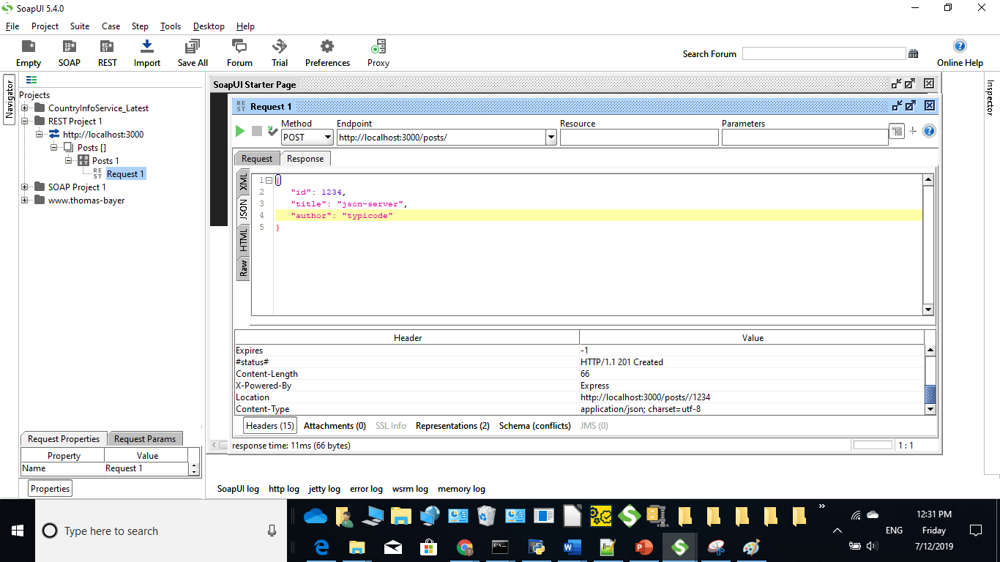 SoapUI 5.4.0
File Project Suite Case Step Tools Desktop Help
Empty SOAP REST Import Save All Forum Trial Preferences Proxy
Search Forum
Online Help
Navigator
Projects
CountryInfoService_Latest
REST Project 1
http://localhost:3000
Posts []
Posts 1
Request 1
SOAP Project 1
www.thomas-bayer
Request Properties Request Params
Property Value
Name Request 1
Properties
SoapUI Starter Page
Request 1
Method Endpoint Resource Parameters
POST http://localhost:3000/posts/
Request Response
XML
JSON
HTML
Raw
1 {
2 "id": 1234,
3 "title": "json-server",
4 "author": "typicode"
5 }
Header Value
Expires -1
#status# HTTP/1.1 201 Created
Content-Length 66
X-Powered-By Express
Location http://localhost:3000/posts//1234
Content-Type application/json; charset=utf-8
Headers (15) Attachments (0) SSL Info Representations (2) Schema (conflicts) JMS (0)
response time: 11ms (66 bytes)
1 : 1
Inspector
SoapUI log http log jetty log error log wsrm log memory log
Type here to search
ENG
12:31 PM
Friday
7/12/2019